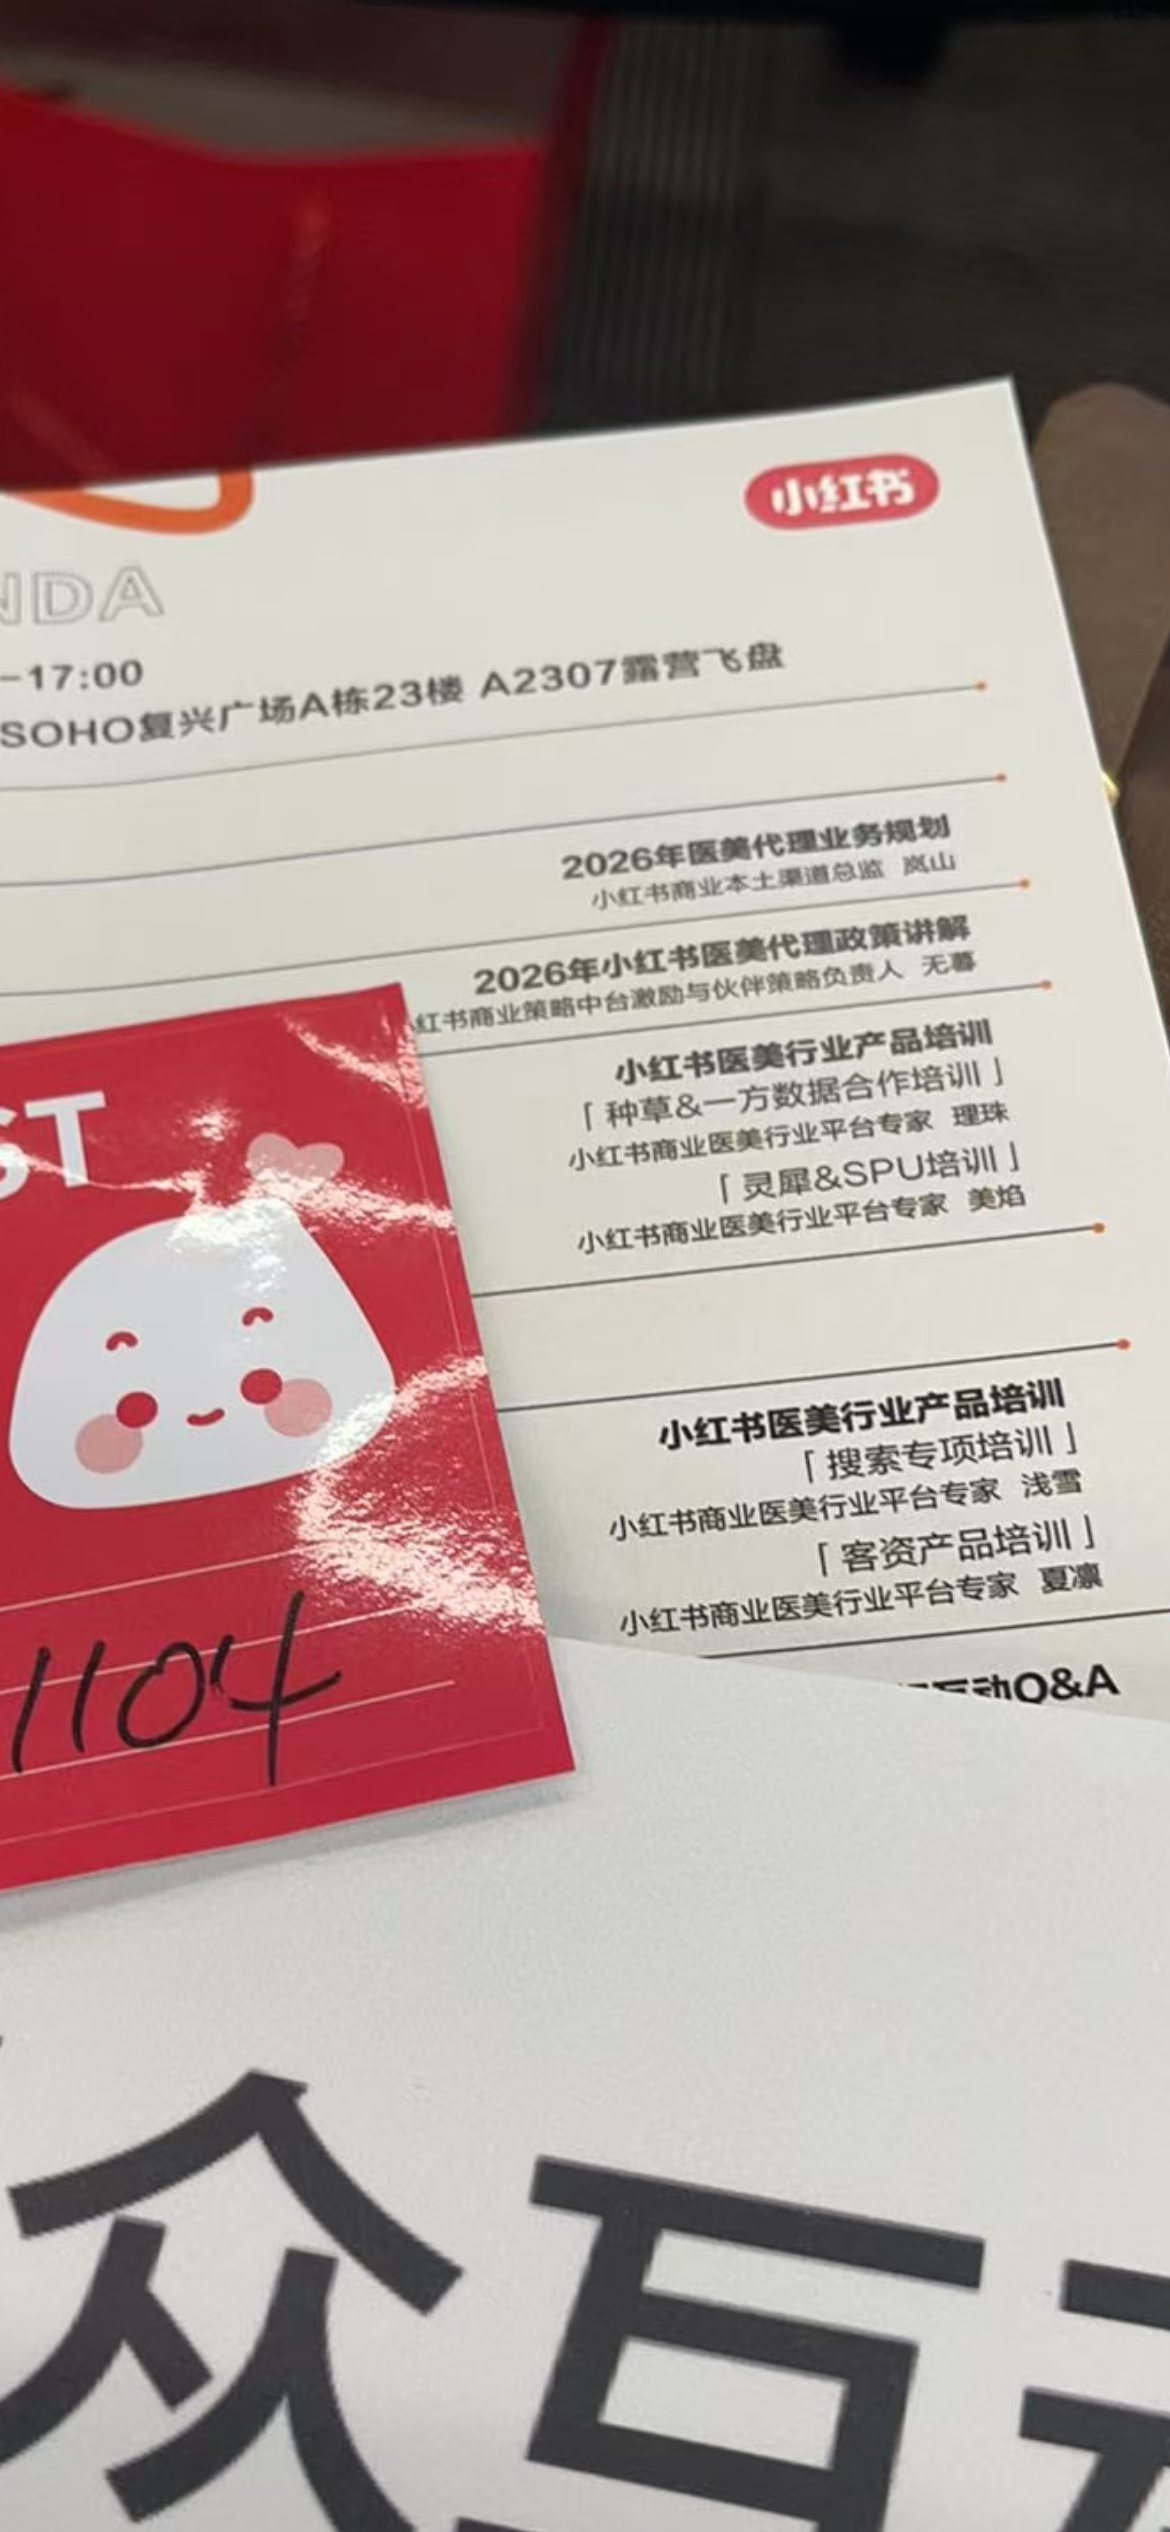 小红书
NDA
-17:00
SOHO复兴广场A栋23楼 A2307露营飞盘
2026年医美代理业务规划
小红书商业本土渠道总监 岚山
2026年小红书医美代理政策讲解
红书商业策略中台激励与伙伴策略负责人 无暮
小红书医美行业产品培训
「种草&一方数据合作培训」
小红书商业医美行业平台专家 理珠
「灵犀&SPU培训」
小红书商业医美行业平台专家 美焰
小红书医美行业产品培训
「搜索专项培训」
小红书商业医美行业平台专家 浅雪
「客资产品培训」
小红书商业医美行业平台专家 夏凛
互动Q&A
ST
1104
众互